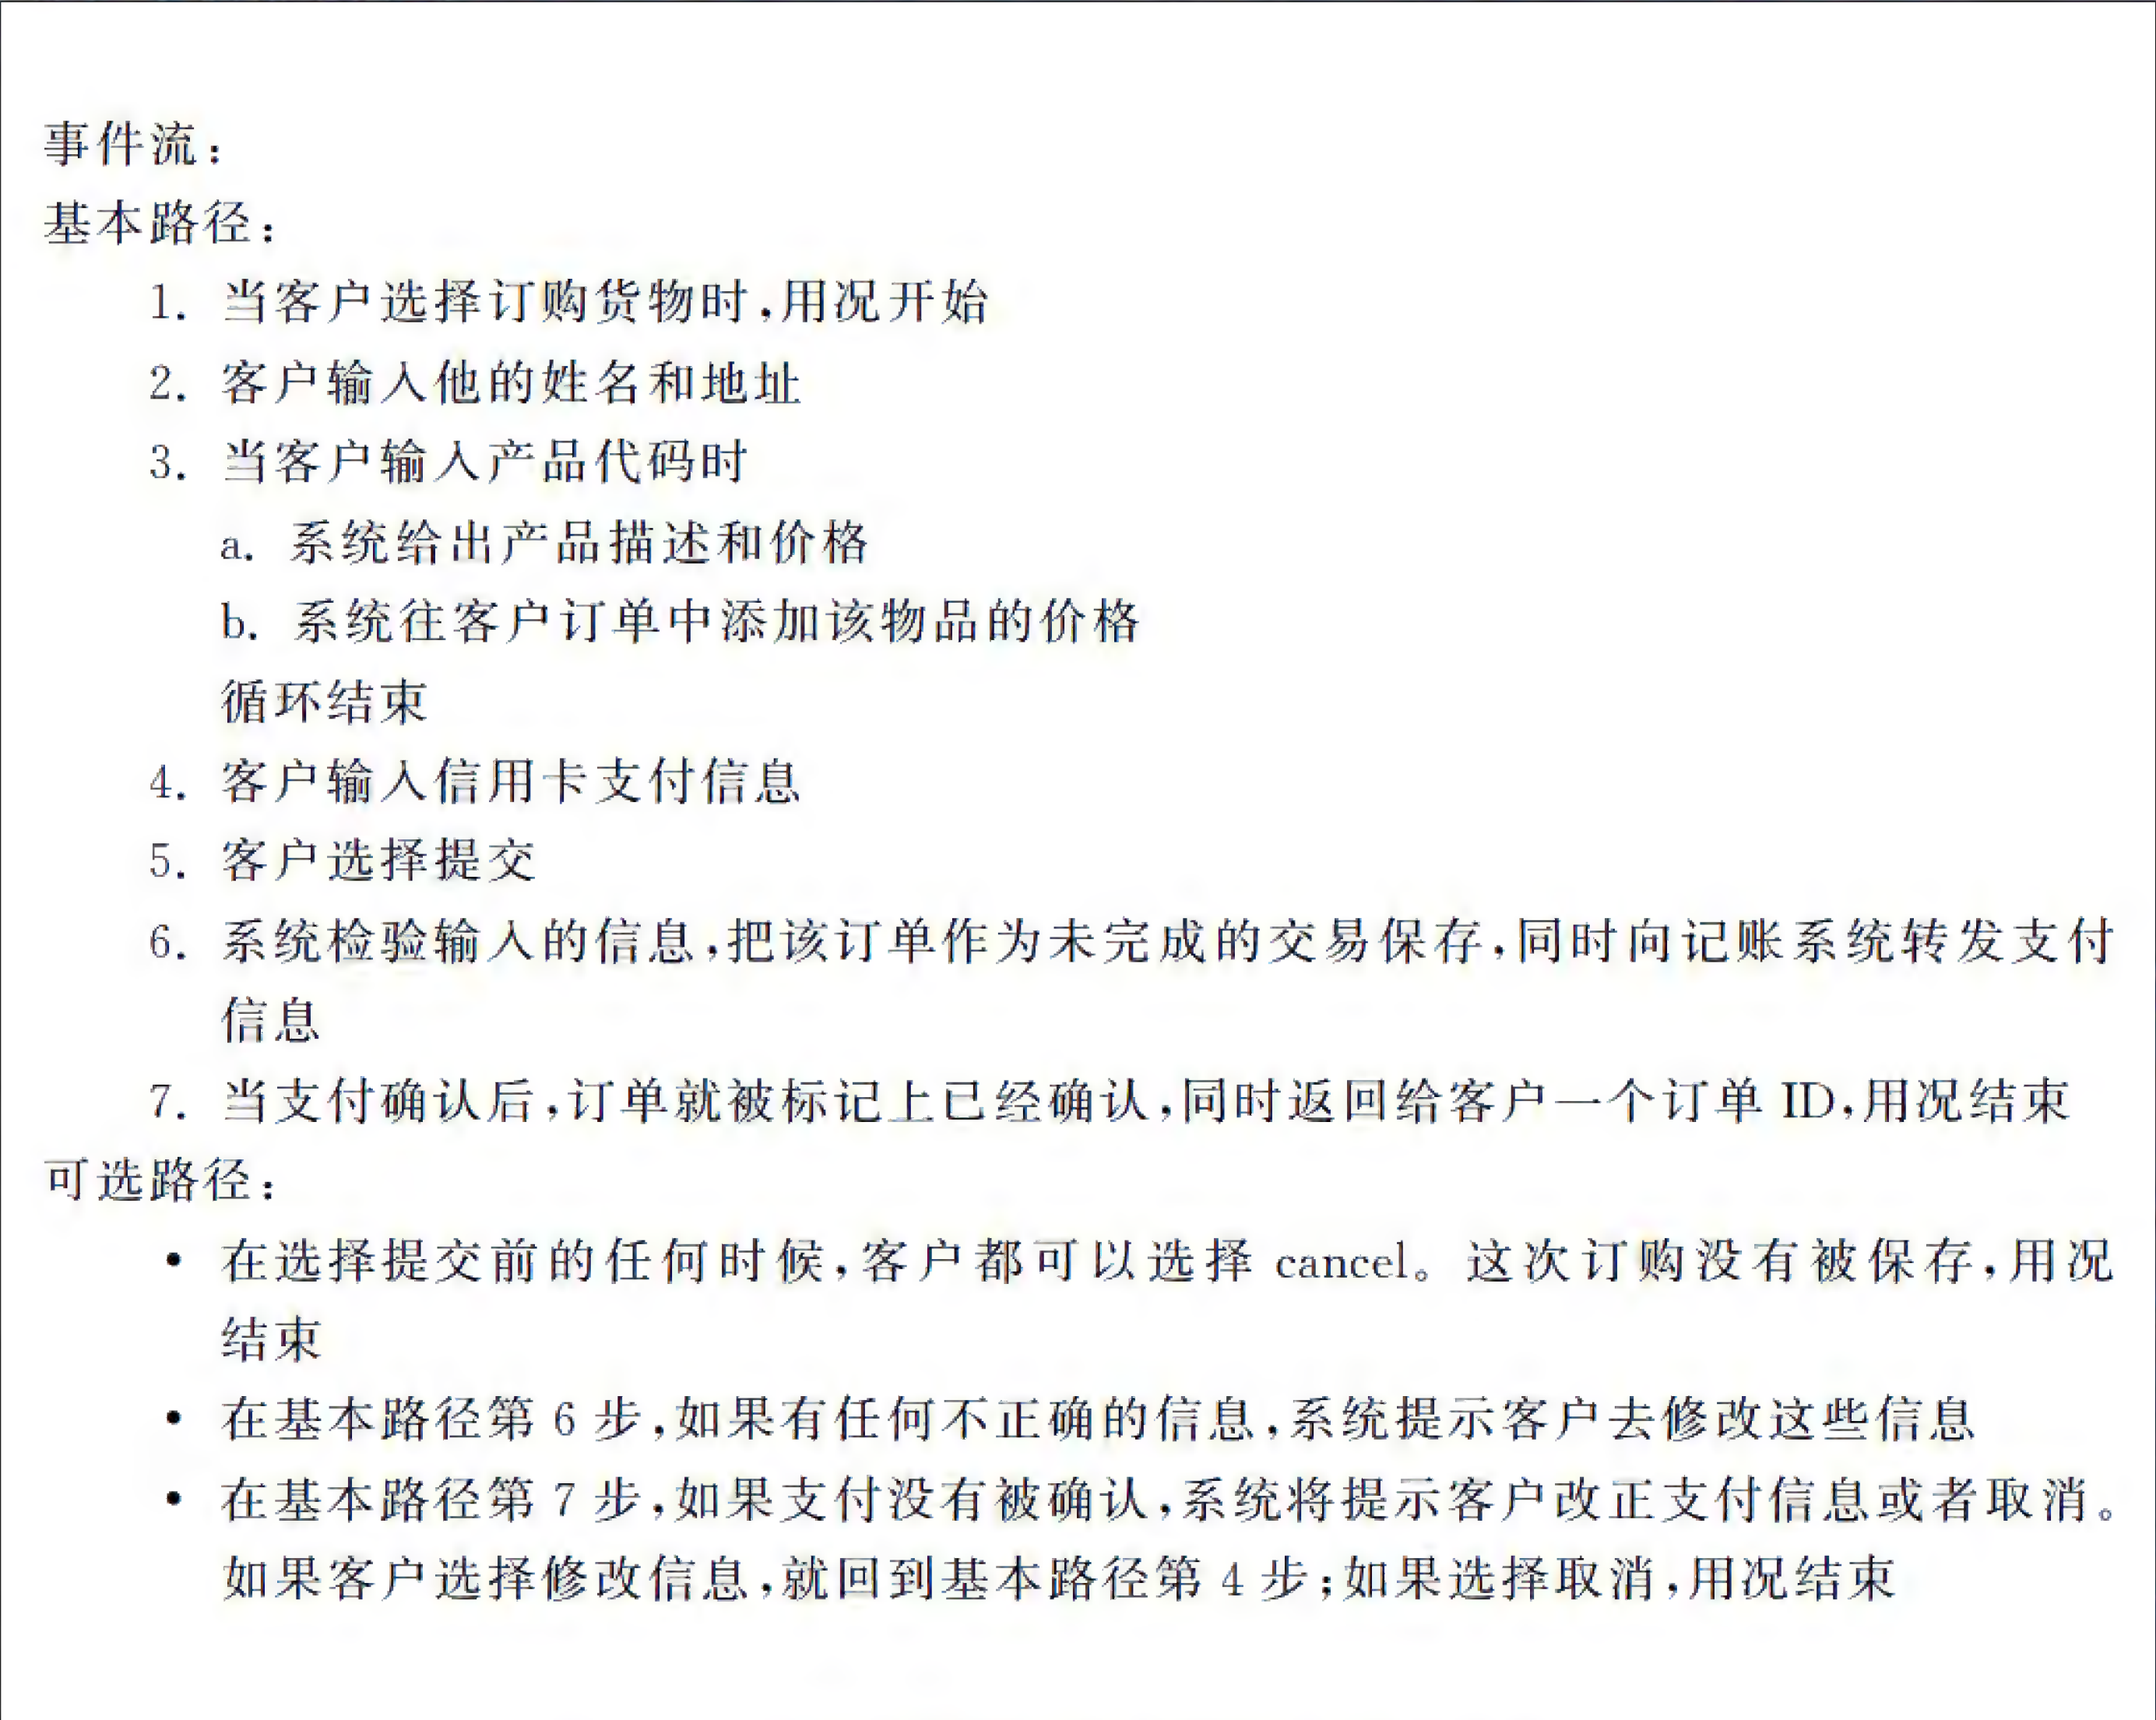 事件流：
基本路径：
1. 当客户选择订购货物时，用况开始
2. 客户输入他的姓名和地址
3. 当客户输入产品代码时
a. 系统给出产品描述和价格
b. 系统往客户订单中添加该物品的价格
循环结束
4. 客户输入信用卡支付信息
5. 客户选择提交
6. 系统检验输入的信息，把该订单作为未完成的交易保存，同时向记账系统转发支付
信息
7. 当支付确认后，订单就被标记上已经确认，同时返回给客户一个订单 ID，用况结束
可选路径：
• 在选择提交前的任何时候，客户都可以选择 cancel。这次订购没有被保存，用况
结束
• 在基本路径第 6 步，如果有任何不正确的信息，系统提示客户去修改这些信息
• 在基本路径第 7 步，如果支付没有被确认，系统将提示客户改正支付信息或者取消。
如果客户选择修改信息，就回到基本路径第 4 步；如果选择取消，用况结束